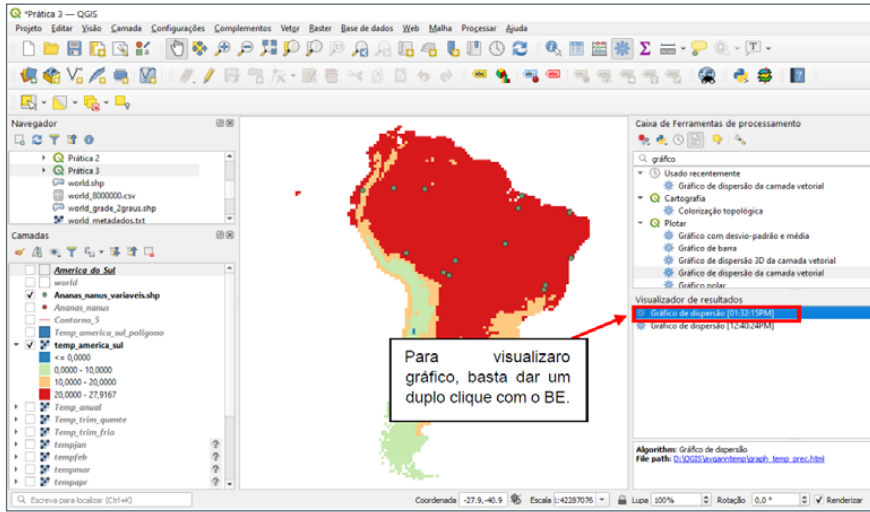 *Prática 3 — QGIS
Projeto Editar Visão Camada Configurações Complementos Vetor Raster Base de dados Web Malha Processar Ajuda
Navegador
Prática 2
Prática 3
world.shp
world_8000000.csv
world_grade_2graus.shp
world_metadados.txt
Camadas
America do Sul
world
Ananas_nanus_variaveis.shp
Ananas_nanus
Contorno_5
Temp_america_sul_poligono
temp_america_sul
<= 0,0000
0,0000 - 10,0000
10,0000 - 20,0000
20,0000 - 27,9167
Temp_anual
Temp_trim_quente
Temp_trim_frio
tempjan
tempfeb
tempmar
tempapr
Para visualizaro
gráfico, basta dar um
duplo clique com o BE.
Caixa de Ferramentas de processamento
gráfico
Usado recentemente
Gráfico de dispersão da camada vetorial
Cartografia
Colorização topológica
Plotar
Gráfico com desvio-padrão e média
Gráfico de barra
Gráfico de dispersão 3D da camada vetorial
Gráfico de dispersão da camada vetorial
Gráfico polar
Visualizador de resultados
Gráfico de dispersão [01:32:15PM]
Gráfico de dispersão [12:40:24PM]
Algorithm: Gráfico de dispersão
File path: D:\QGIS\avganntemp\graph_temp_prec.html
Escreva para localizar (Ctrl+K)
Coordenada -27.9,-40.9 Escala 1:42287076 Lupa 100% Rotação 0,0 ° Renderizar